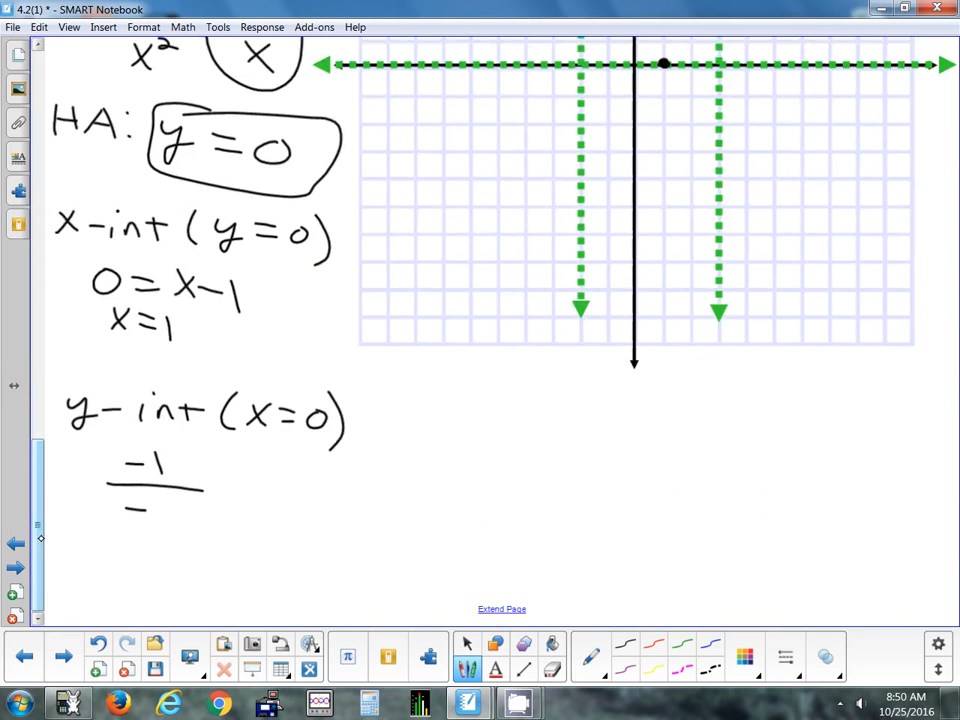 4.2(1) * - SMART Notebook
File Edit View Insert Format Math Tools Response Add-ons Help
x² x
HA: y = 0
x-int (y = 0)
0 = x - 1
x = 1
y - int (x = 0)
-1
-
Extend Page
8:50 AM
10/25/2016